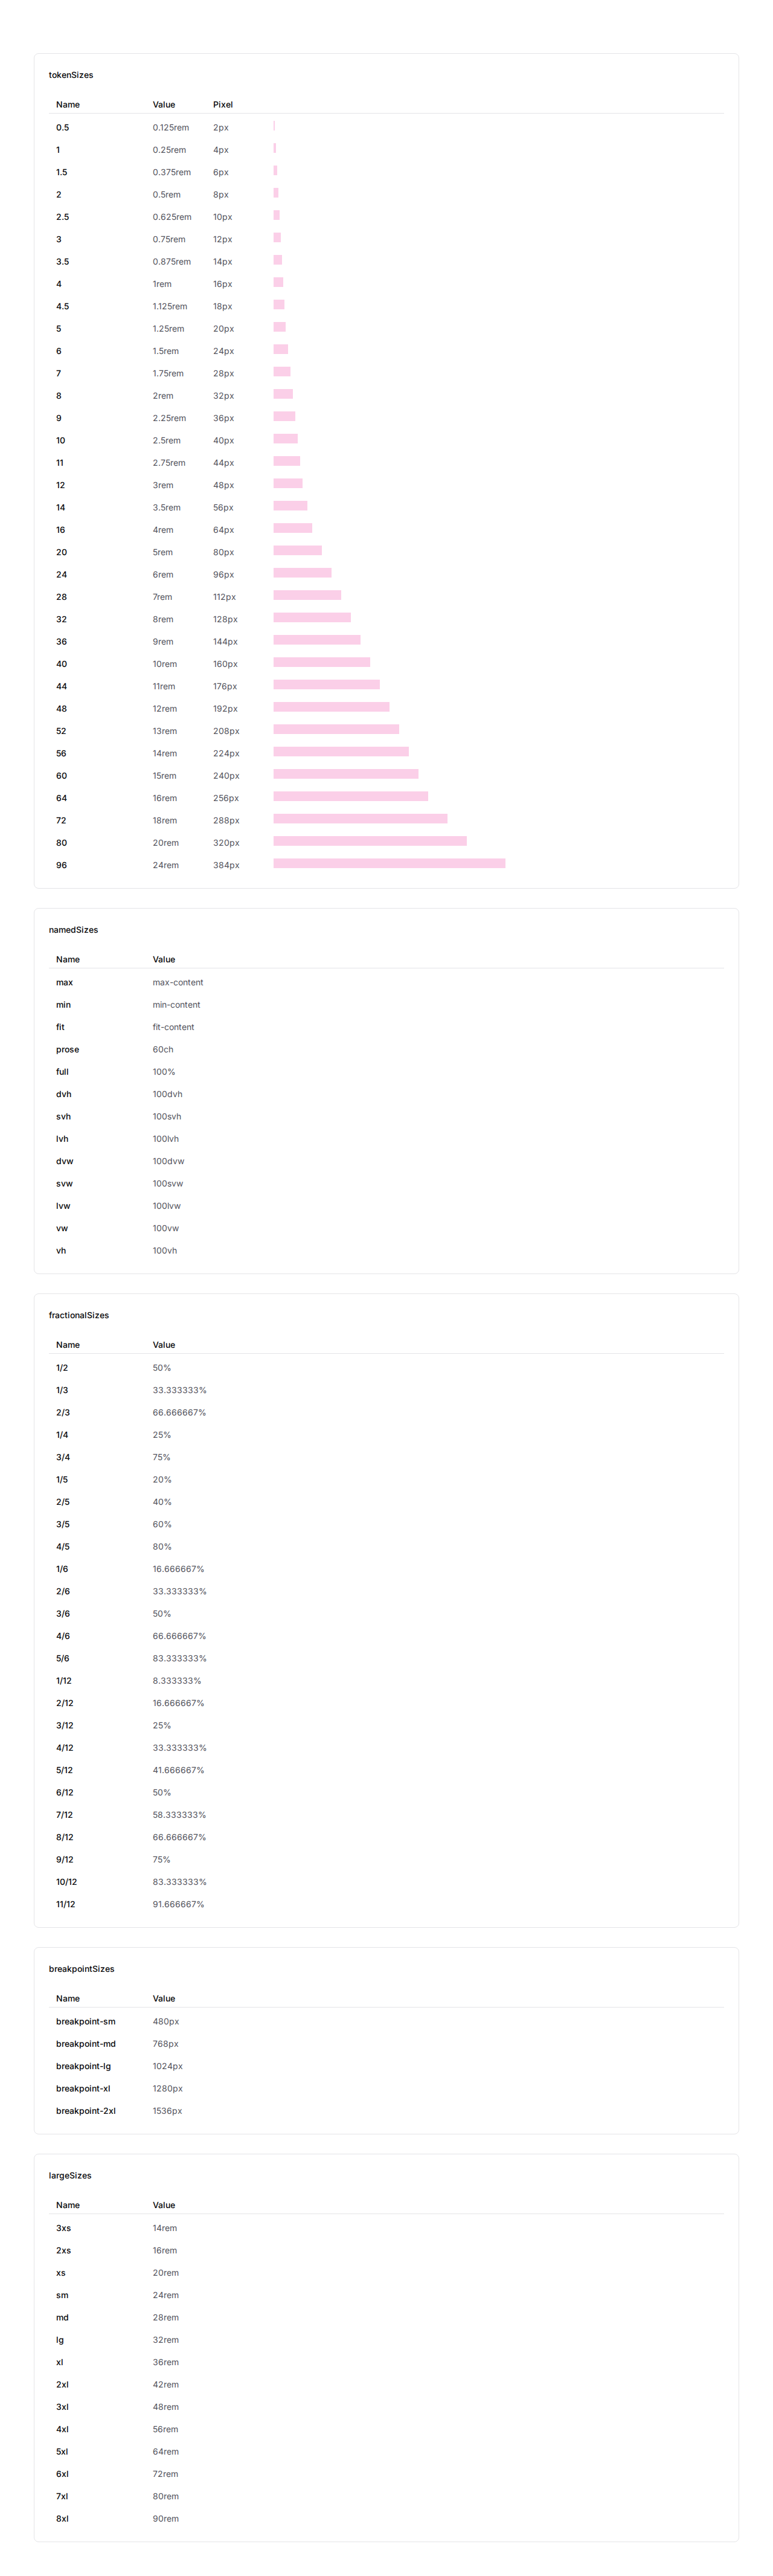 tokenSizes
Name Value Pixel
0.5 0.125rem 2px
1 0.25rem 4px
1.5 0.375rem 6px
2 0.5rem 8px
2.5 0.625rem 10px
3 0.75rem 12px
3.5 0.875rem 14px
4 1rem 16px
4.5 1.125rem 18px
5 1.25rem 20px
6 1.5rem 24px
7 1.75rem 28px
8 2rem 32px
9 2.25rem 36px
10 2.5rem 40px
11 2.75rem 44px
12 3rem 48px
14 3.5rem 56px
16 4rem 64px
20 5rem 80px
24 6rem 96px
28 7rem 112px
32 8rem 128px
36 9rem 144px
40 10rem 160px
44 11rem 176px
48 12rem 192px
52 13rem 208px
56 14rem 224px
60 15rem 240px
64 16rem 256px
72 18rem 288px
80 20rem 320px
96 24rem 384px
namedSizes
Name Value
max max-content
min min-content
fit fit-content
prose 60ch
full 100%
dvh 100dvh
svh 100svh
lvh 100lvh
dvw 100dvw
svw 100svw
lvw 100lvw
vw 100vw
vh 100vh
fractionalSizes
Name Value
1/2 50%
1/3 33.333333%
2/3 66.666667%
1/4 25%
3/4 75%
1/5 20%
2/5 40%
3/5 60%
4/5 80%
1/6 16.666667%
2/6 33.333333%
3/6 50%
4/6 66.666667%
5/6 83.333333%
1/12 8.333333%
2/12 16.666667%
3/12 25%
4/12 33.333333%
5/12 41.666667%
6/12 50%
7/12 58.333333%
8/12 66.666667%
9/12 75%
10/12 83.333333%
11/12 91.666667%
breakpointSizes
Name Value
breakpoint-sm 480px
breakpoint-md 768px
breakpoint-lg 1024px
breakpoint-xl 1280px
breakpoint-2xl 1536px
largeSizes
Name Value
3xs 14rem
2xs 16rem
xs 20rem
sm 24rem
md 28rem
lg 32rem
xl 36rem
2xl 42rem
3xl 48rem
4xl 56rem
5xl 64rem
6xl 72rem
7xl 80rem
8xl 90rem